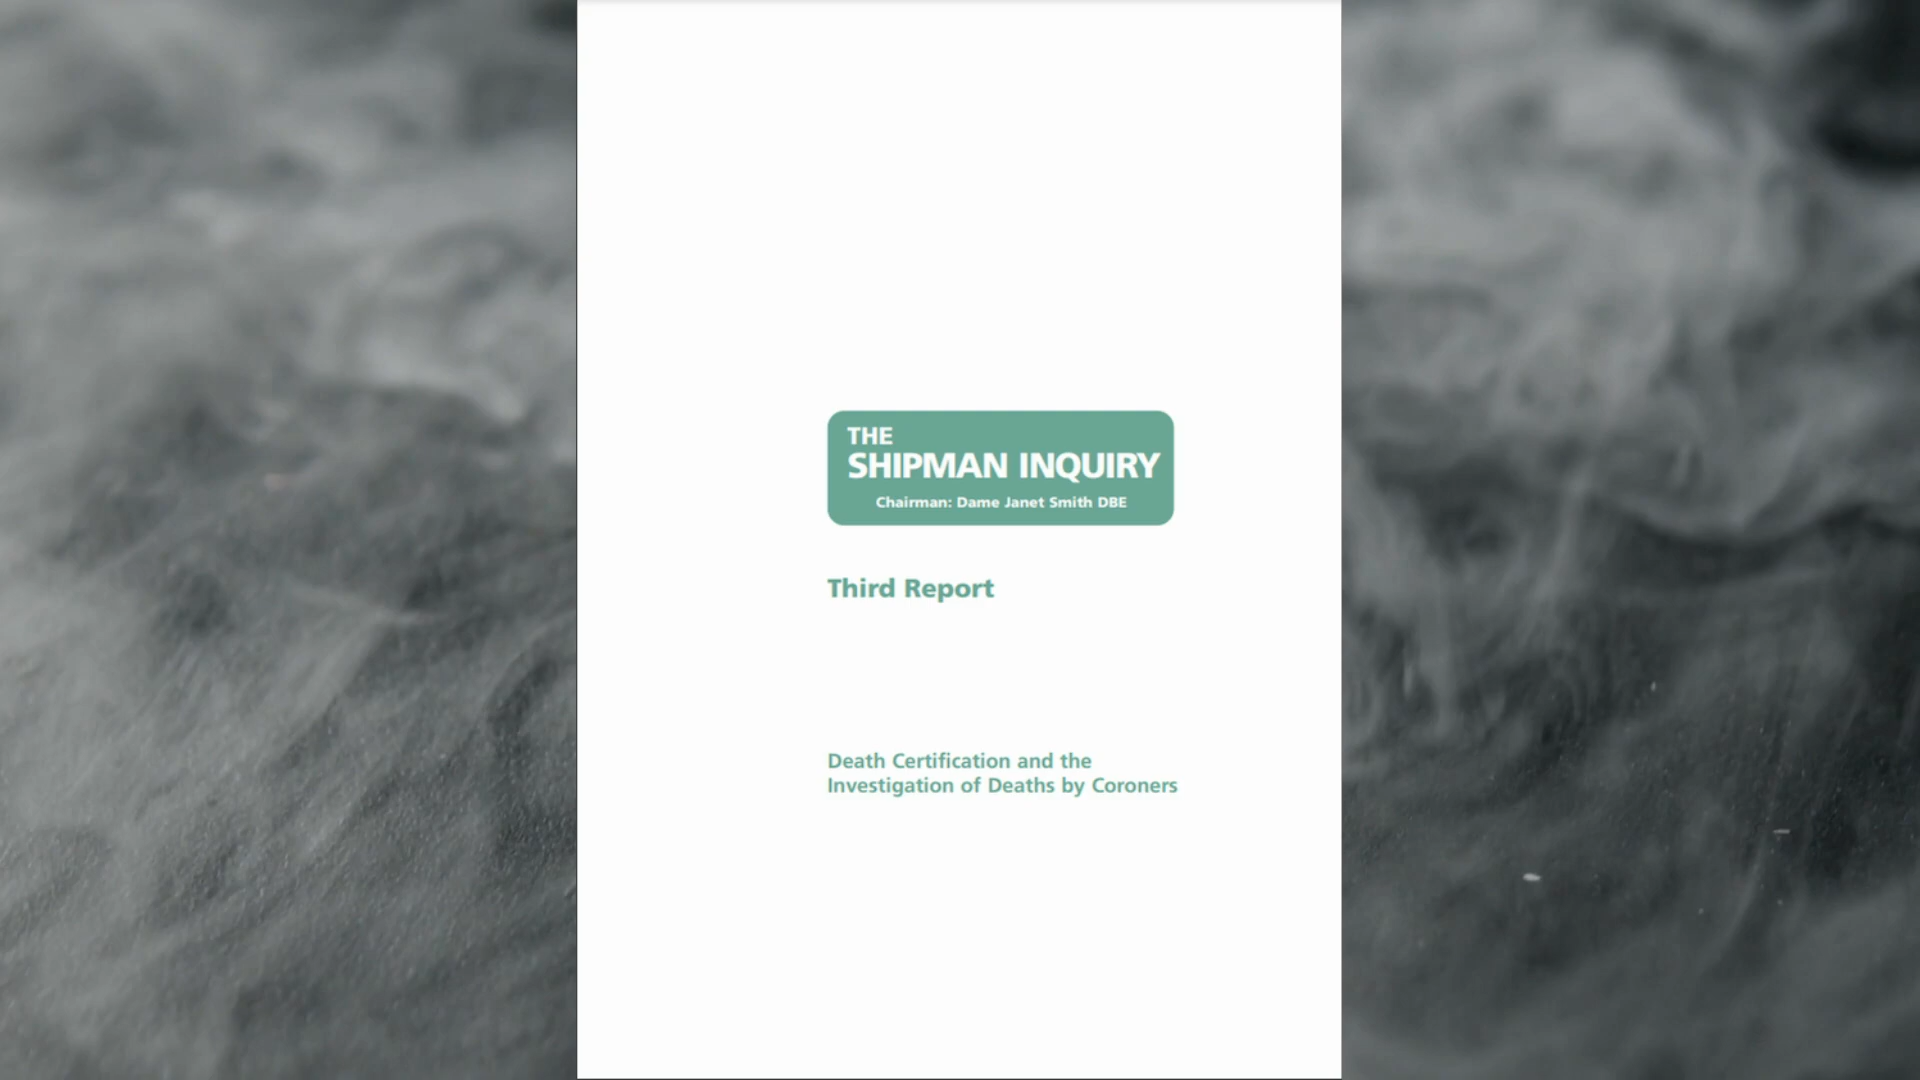 THE
SHIPMAN INQUIRY
Chairman: Dame Janet Smith DBE
Third Report
Death Certification and the
Investigation of Deaths by Coroners